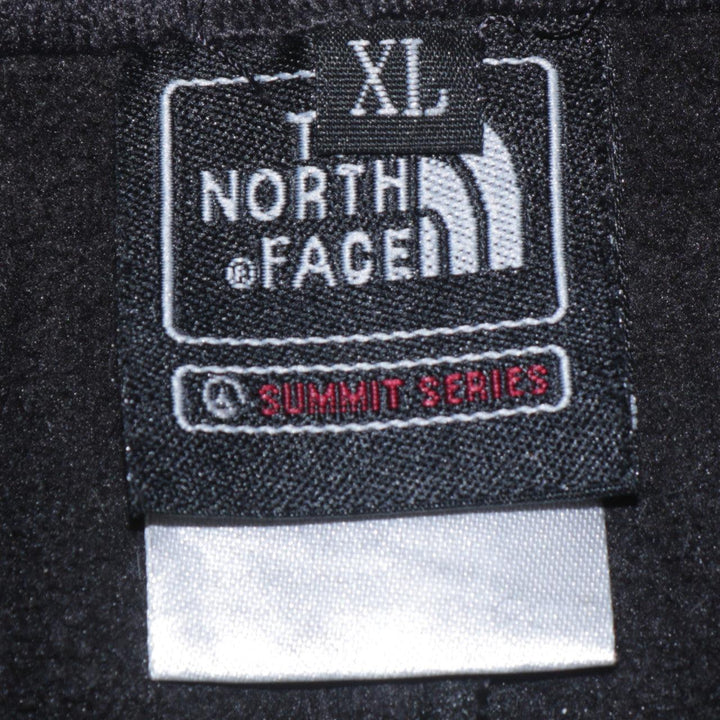 XL
T
NORTH
® FACE
SUMMIT SERIES